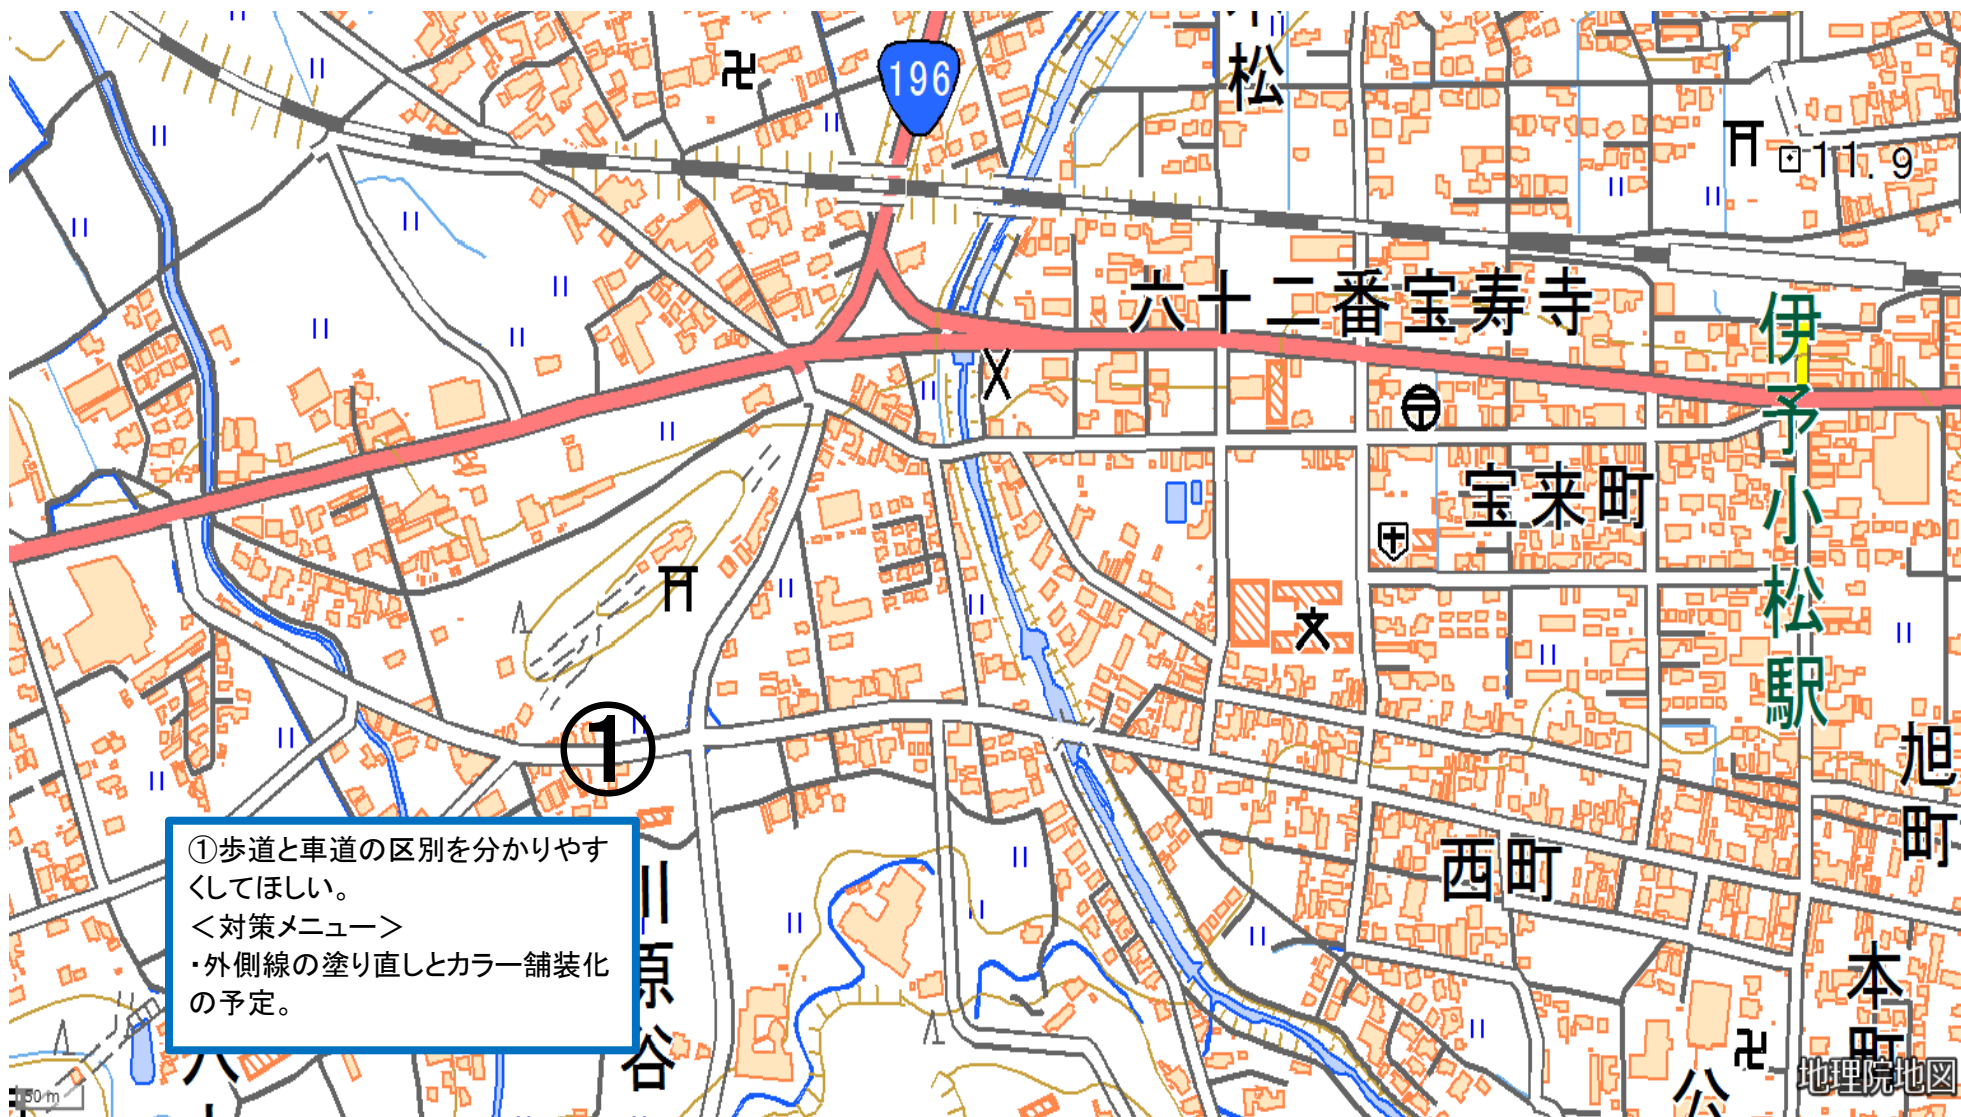 松
196
11.9
六十二番宝寿寺
伊予小松駅
宝来町
旭町
西町
川原谷
本町
公
①
①歩道と車道の区別を分かりやす
くしてほしい。
＜対策メニュー＞
・外側線の塗り直しとカラー舗装化
の予定。
50 m
地理院地図